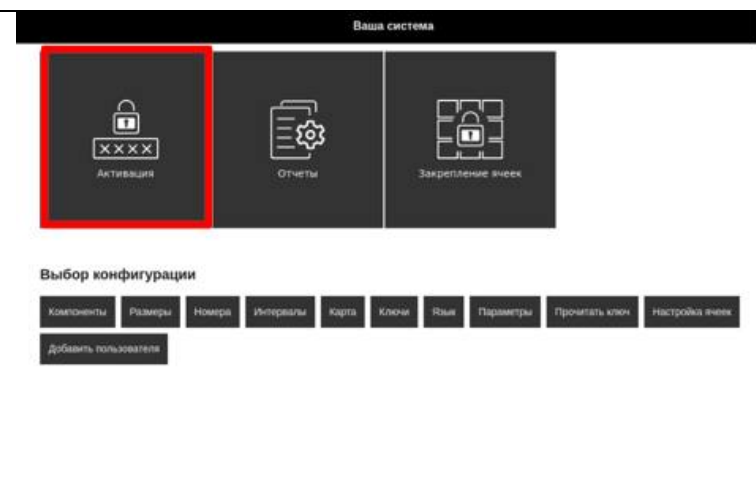 Ваша система
XXXX
Активация
Отчеты
Закрепление ячеек
Выбор конфигурации
Компоненты Размеры Номера Интервалы Карта Ключи Язык Параметры Прочитать ключ Настройка ячеек
Добавить пользователя